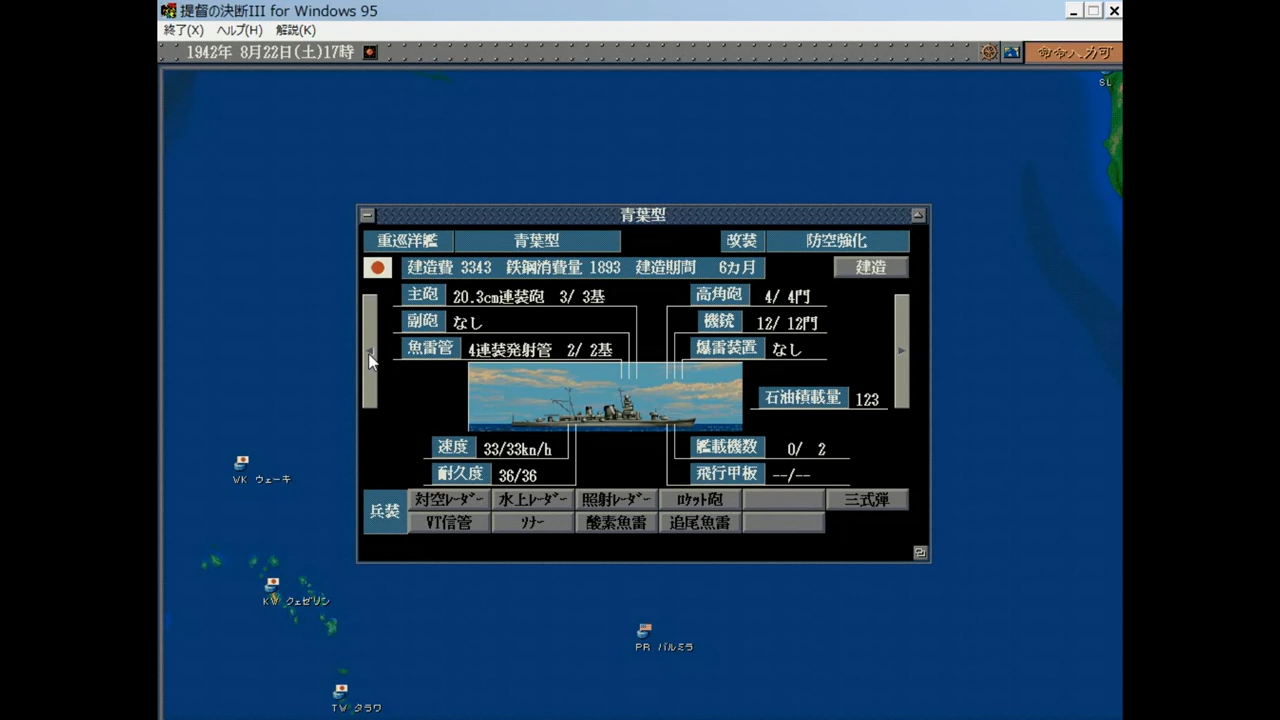 提督の決断III for Windows 95
終了(X) ヘルプ(H) 解説(K)
1942年 8月22日(土)17時
SL
青葉型
重巡洋艦 青葉型 改装 防空強化
建造費 3343 鉄鋼消費量 1893 建造期間 6カ月 建造
主砲 20.3cm連装砲 3/ 3基 高角砲 4/ 4門
副砲 なし 機銃 12/ 12門
魚雷管 4連装発射管 2/ 2基 爆雷装置 なし
石油積載量 123
速度 33/33kn/h 艦載機数 0/ 2
耐久度 36/36 飛行甲板 --/--
兵装 対空ﾚｰﾀﾞｰ 水上ﾚｰﾀﾞｰ 照射ﾚｰﾀﾞｰ ﾛｹｯﾄ砲 三式弾
VT信管 ｿﾅｰ 酸素魚雷 追尾魚雷
WK ウェーキ
KW クェゼリン
PR パルミラ
TW タラワ